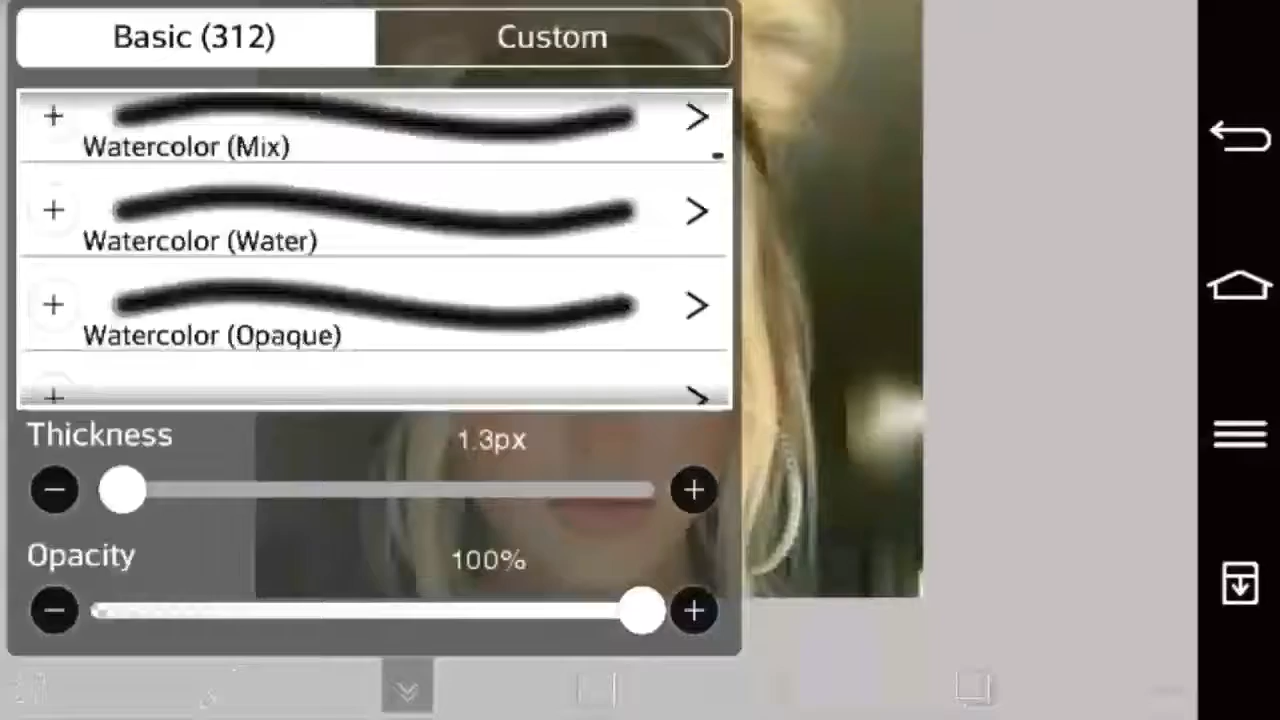 Basic (312)
Custom
Watercolor (Mix)
Watercolor (Water)
Watercolor (Opaque)
Thickness
1.3px
Opacity
100%